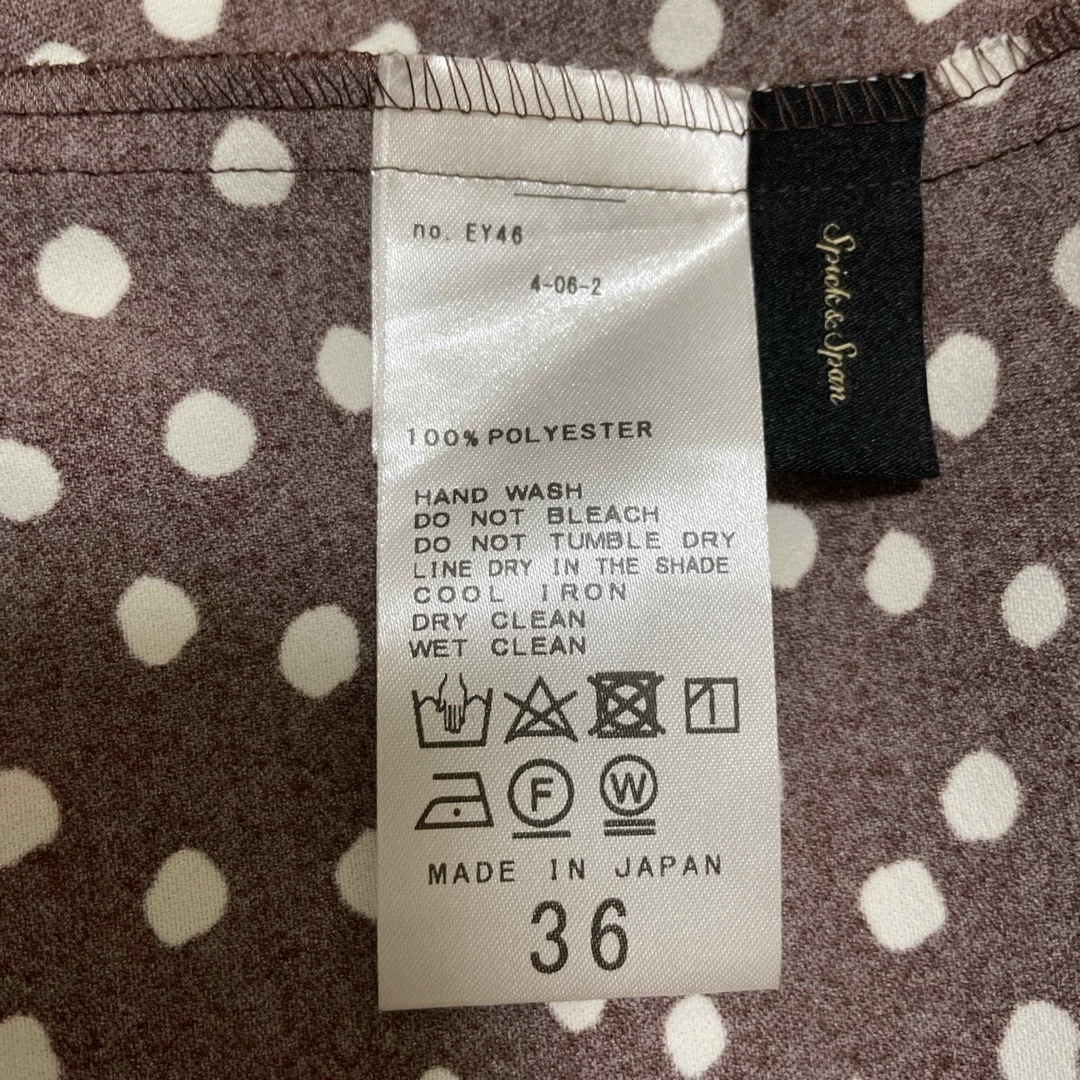 no. EY46
4-06-2
100% POLYESTER
HAND WASH
DO NOT BLEACH
DO NOT TUMBLE DRY
LINE DRY IN THE SHADE
COOL IRON
DRY CLEAN
WET CLEAN
F W
MADE IN JAPAN
36
Spick & Span